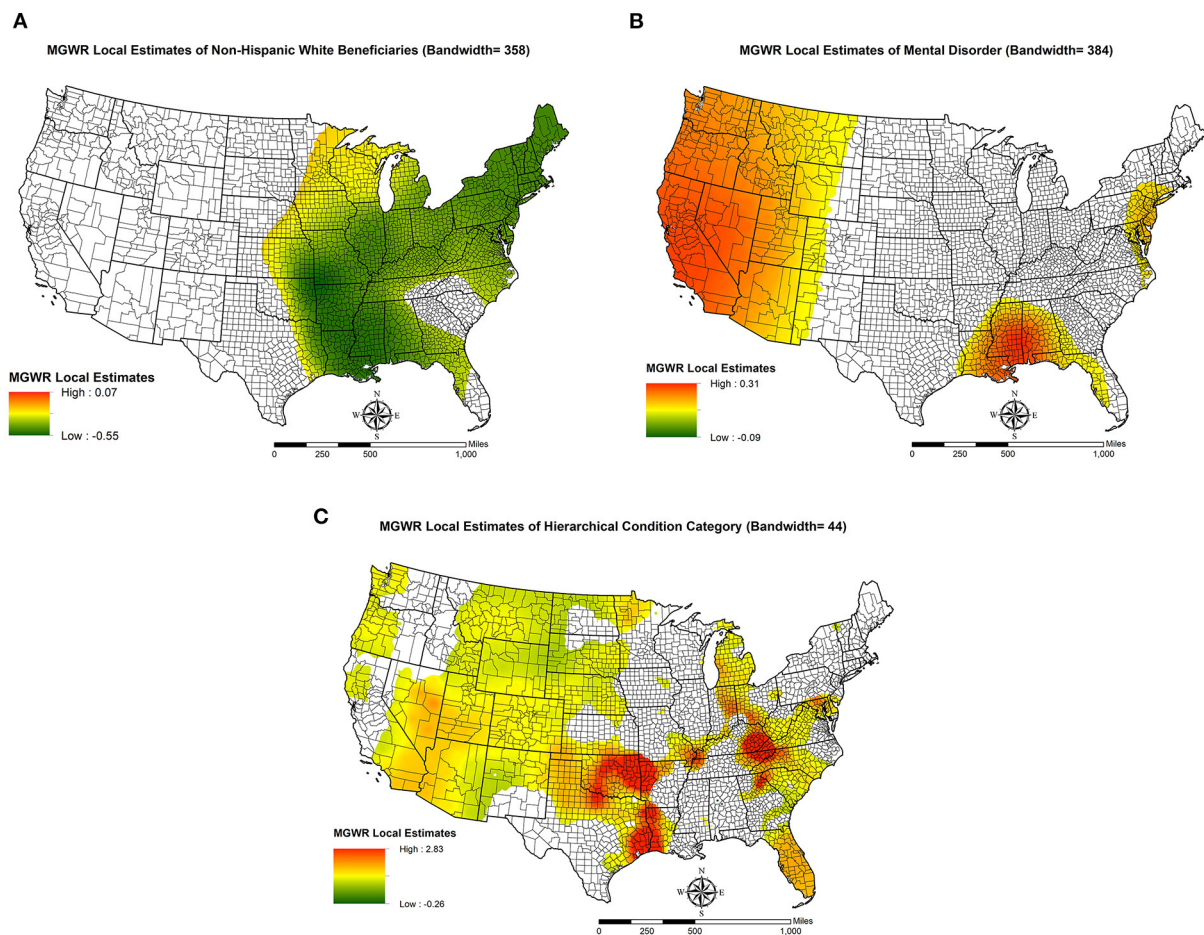 A
MGWR Local Estimates of Non-Hispanic White Beneficiaries (Bandwidth= 358)
MGWR Local Estimates
High : 0.07
Low : -0.55
N
W E
S
Miles
0 250 500 1,000
B
MGWR Local Estimates of Mental Disorder (Bandwidth= 384)
MGWR Local Estimates
High : 0.31
Low : -0.09
N
W E
S
Miles
0 250 500 1,000
C
MGWR Local Estimates of Hierarchical Condition Category (Bandwidth= 44)
MGWR Local Estimates
High : 2.83
Low : -0.26
N
W E
S
Miles
0 250 500 1,000